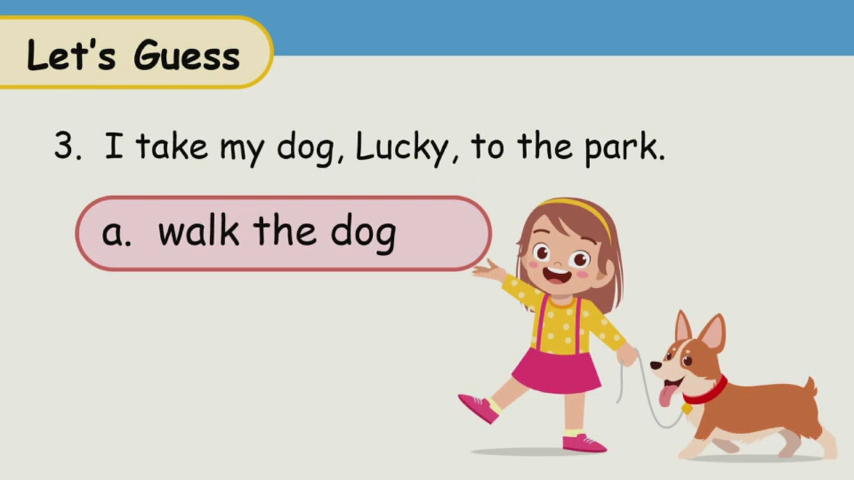 Let's Guess
3. I take my dog, Lucky, to the park.
a. walk the dog